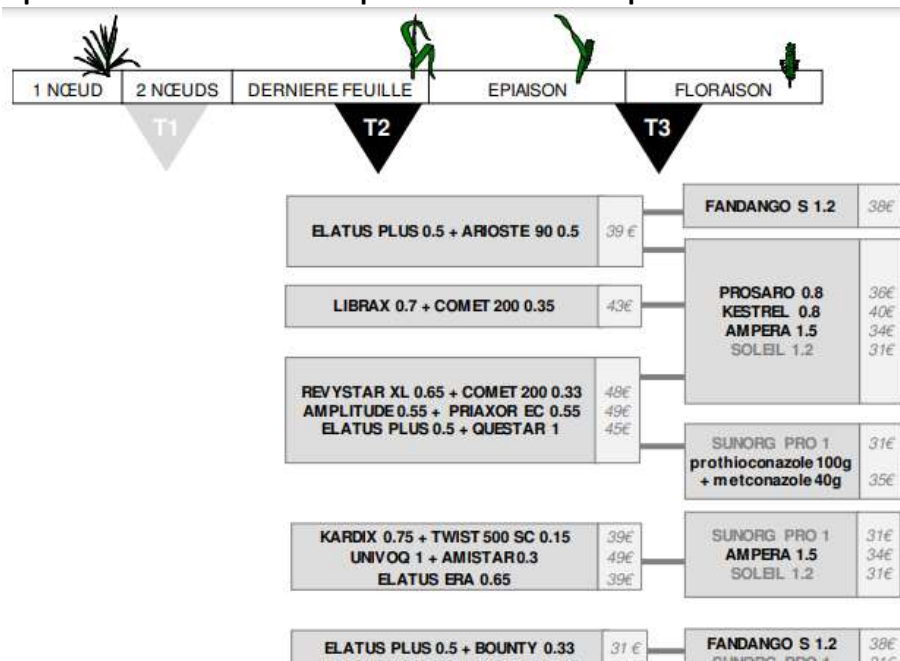 1 NŒUD 2 NŒUDS DERNIERE FEUILLE EPIAISON FLORAISON
T1 T2 T3
ELATUS PLUS 0.5 + ARIOSTE 90 0.5 39 €
FANDANGO S 1.2 38€
LIBRAX 0.7 + COMET 200 0.35 43€
PROSARO 0.8 36€
KESTREL 0.8 40€
AMPERA 1.5 34€
SOLEIL 1.2 31€
REVYSTAR XL 0.65 + COMET 200 0.33 48€
AMPLITUDE 0.55 + PRIAXOR EC 0.55 49€
ELATUS PLUS 0.5 + QUESTAR 1 45€
SUNORG PRO 1 31€
prothioconazole 100g
+ metconazole 40g 35€
KARDIX 0.75 + TWIST 500 SC 0.15 39€
UNIVOQ 1 + AMISTAR 0.3 49€
ELATUS ERA 0.65 39€
SUNORG PRO 1 31€
AMPERA 1.5 34€
SOLEIL 1.2 31€
ELATUS PLUS 0.5 + BOUNTY 0.33 31 €
FANDANGO S 1.2 38€
SUNORG PRO 1 31€